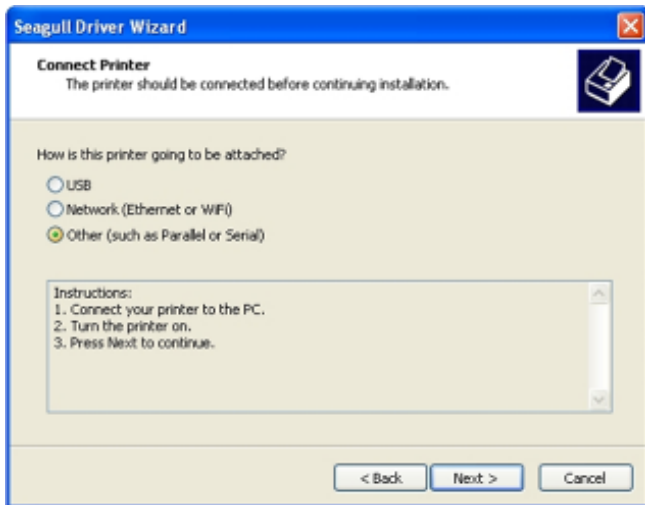 Seagull Driver Wizard
Connect Printer
The printer should be connected before continuing installation.
How is this printer going to be attached?
USB
Network (Ethernet or WiFi)
Other (such as Parallel or Serial)
Instructions:
1. Connect your printer to the PC.
2. Turn the printer on.
3. Press Next to continue.
< Back Next > Cancel